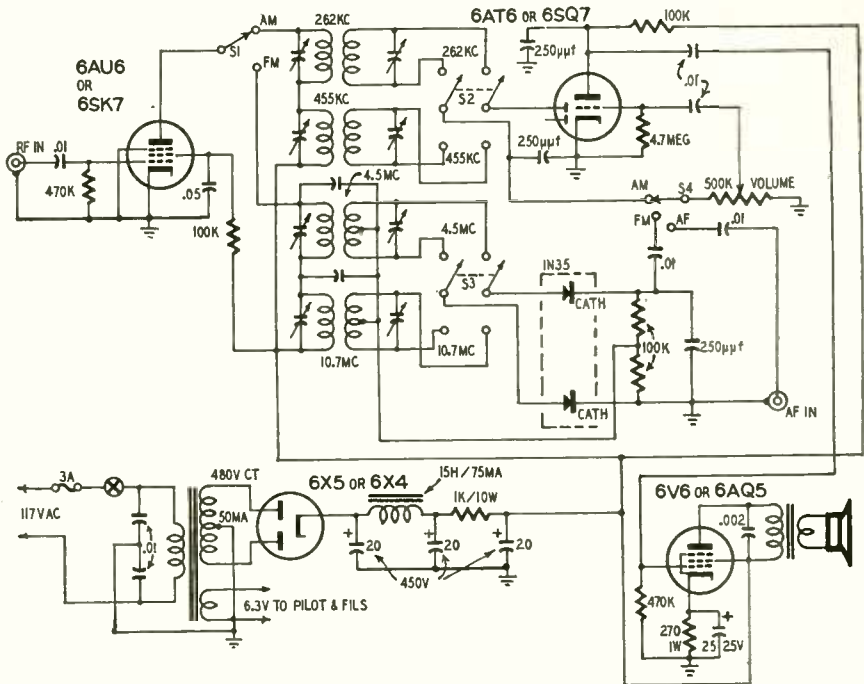 6AU6
OR
6SK7
S1
AM
FM
RF IN
.01
470K
.05
100K
262KC
455KC
4.5MC
10.7MC
262KC
S2
455KC
4.5MC
S3
10.7MC
6AT6 OR 6SQ7
250µµf
250µµf
100K
.01
4.7MEG
AM
S4
500K VOLUME
FM
AF
.01
.01
IN35
CATH
CATH
100K
250µµf
AF IN
3A
117VAC
.01
480V CT
50MA
6.3V TO PILOT & FILS
6X5 OR 6X4
15H/75MA
1K/10W
+
20
+
20
+
20
450V
6V6 OR 6AQ5
.002
470K
270
1W
+
25
25V